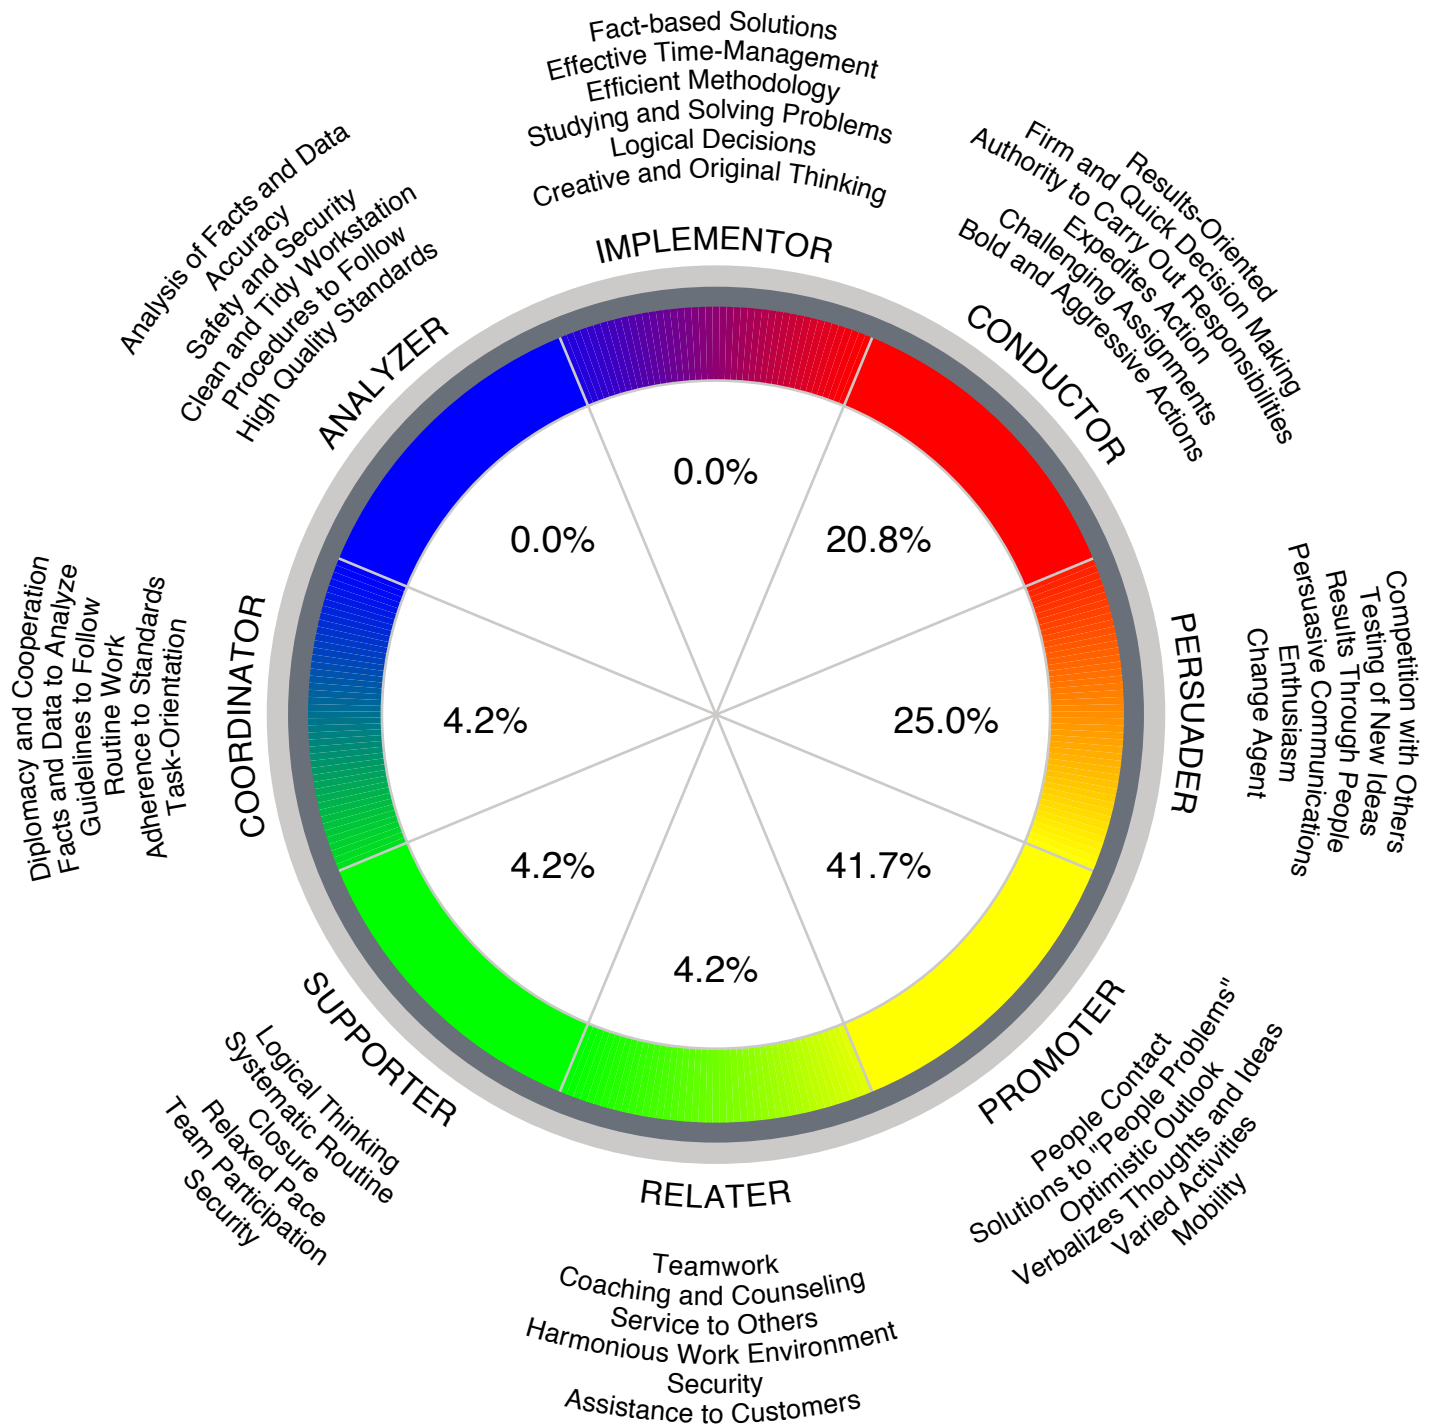 Fact-based Solutions
Effective Time-Management
Efficient Methodology
Studying and Solving Problems
Logical Decisions
Creative and Original Thinking
IMPLEMENTOR
0.0%
Results-Oriented
Firm and Quick Decision Making
Authority to Carry Out Responsibilities
Expedites Action
Challenging Assignments
Bold and Aggressive Actions
CONDUCTOR
20.8%
Competition with Others
Testing of New Ideas
Results Through People
Persuasive Communications
Enthusiasm
Change Agent
PERSUADER
25.0%
PROMOTER
41.7%
People Contact
Solutions to "People Problems"
Optimistic Outlook
Verbalizes Thoughts and Ideas
Varied Activities
Mobility
4.2%
RELATER
Teamwork
Coaching and Counseling
Service to Others
Harmonious Work Environment
Security
Assistance to Customers
4.2%
SUPPORTER
Logical Thinking
Systematic Routine
Closure
Relaxed Pace
Team Participation
Security
Diplomacy and Cooperation
Facts and Data to Analyze
Guidelines to Follow
Routine Work
Adherence to Standards
Task-Orientation
COORDINATOR
4.2%
Analysis of Facts and Data
Accuracy
Safety and Security
Clean and Tidy Workstation
Procedures to Follow
High Quality Standards
ANALYZER
0.0%